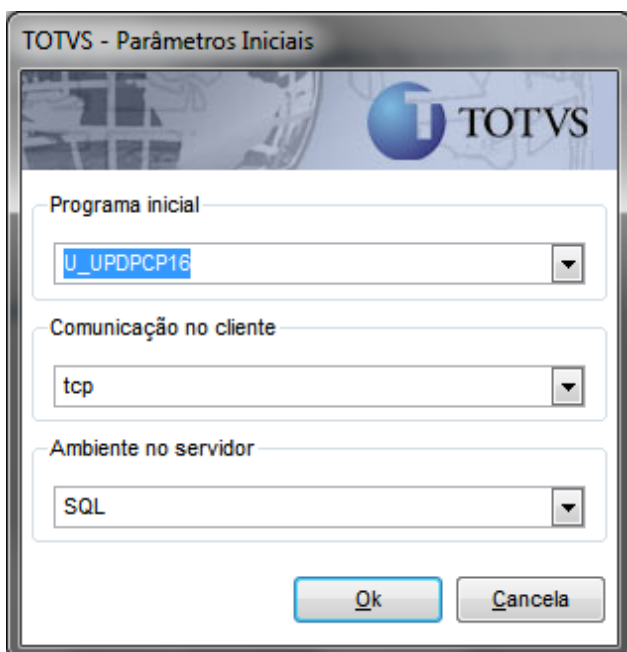 TOTVS - Parâmetros Iniciais
TOTVS
Programa inicial
U_UPDPCP16
Comunicação no cliente
tcp
Ambiente no servidor
SQL
Ok
Cancela